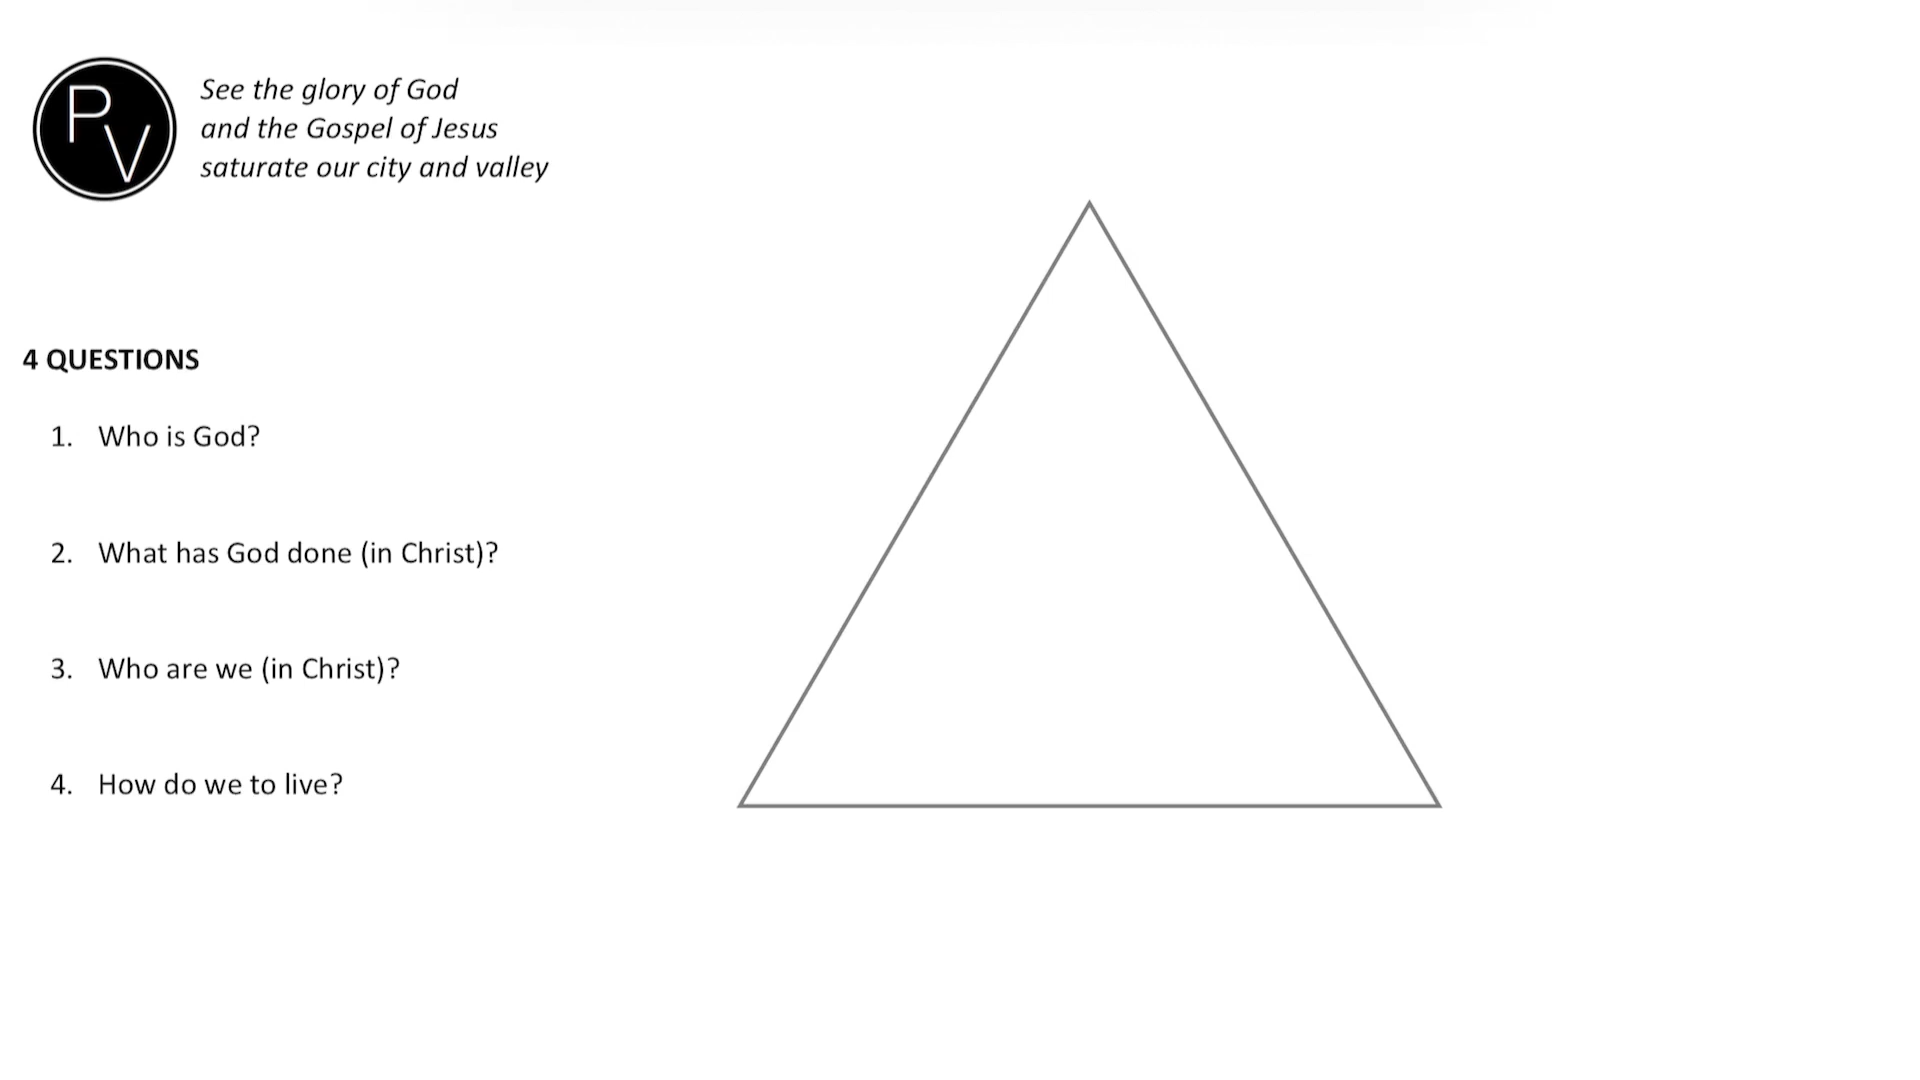 PV
See the glory of God
and the Gospel of Jesus
saturate our city and valley
4 QUESTIONS
1. Who is God?
2. What has God done (in Christ)?
3. Who are we (in Christ)?
4. How do we to live?